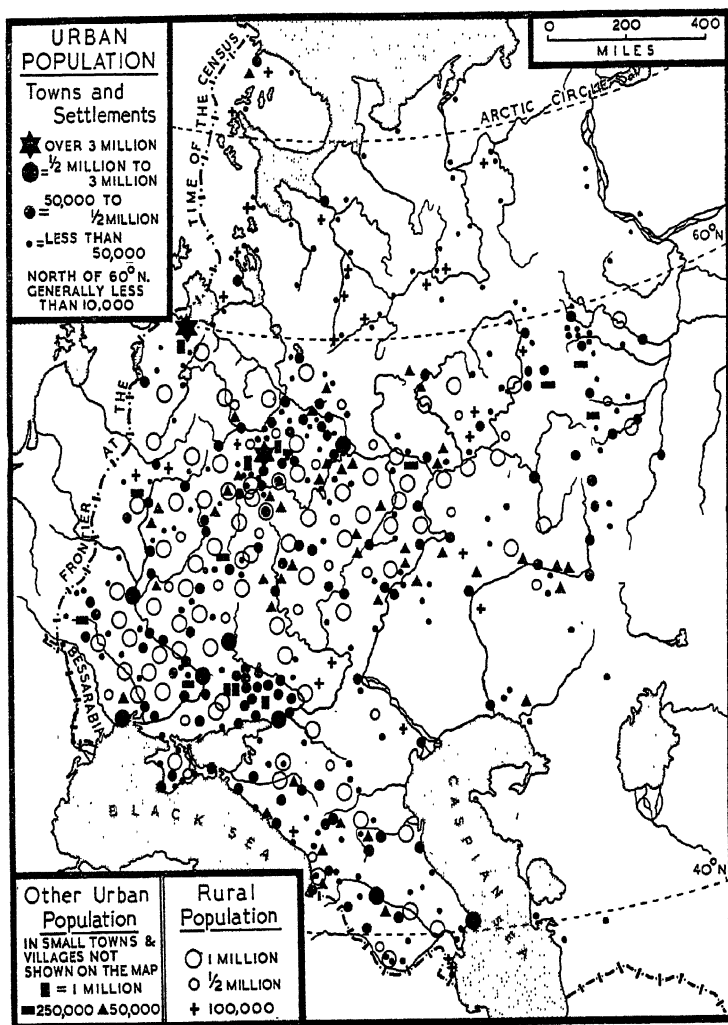 URBAN
POPULATION
Towns and
Settlements
OVER 3 MILLION
= ½ MILLION TO
3 MILLION
= 50,000 TO
½ MILLION
= LESS THAN
50,000
NORTH OF 60°N.
GENERALLY LESS
THAN 10,000
0 200 400
MILES
ARCTIC CIRCLE
60°N
FRONTIER AT THE TIME OF THE CENSUS
BESSARABIA
BLACK SEA
CASPIAN SEA
40°N
Other Urban
Population
IN SMALL TOWNS &
VILLAGES NOT
SHOWN ON THE MAP
= 1 MILLION
250,000 50,000
Rural
Population
1 MILLION
½ MILLION
+ 100,000